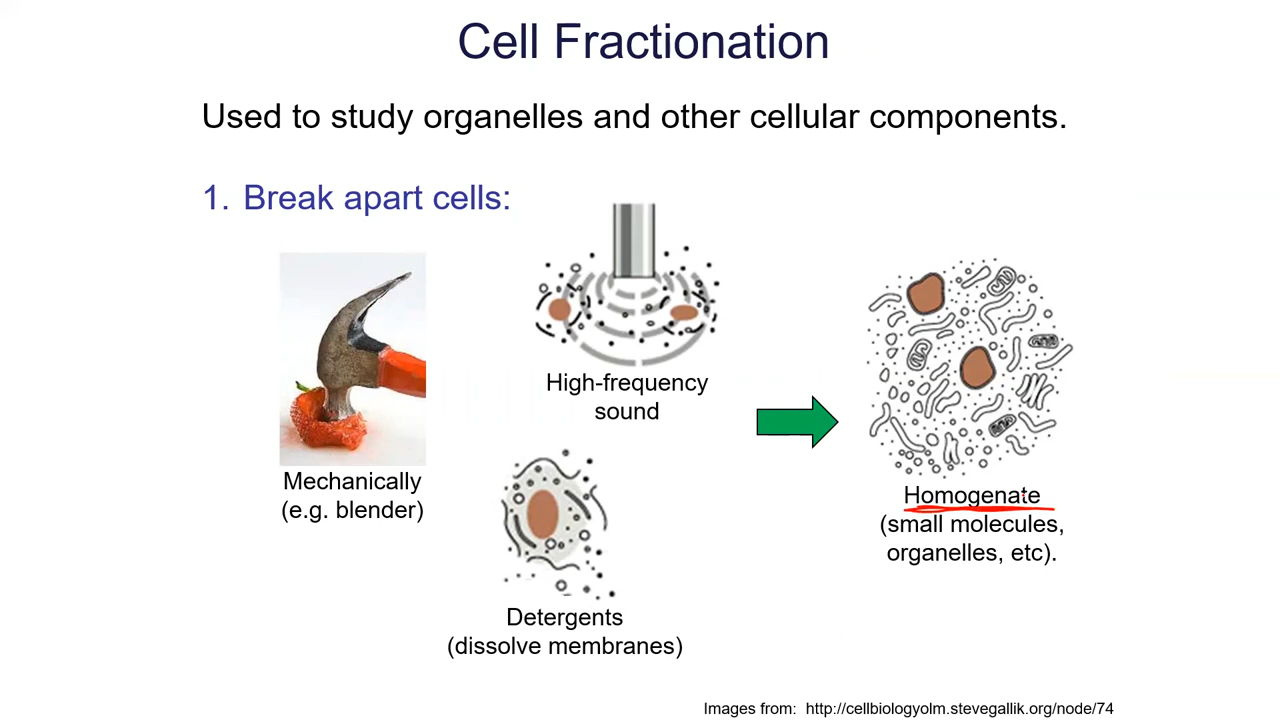 Cell Fractionation
Used to study organelles and other cellular components.
1. Break apart cells:
High-frequency
sound
Mechanically
(e.g. blender)
Homogenate
(small molecules,
organelles, etc).
Detergents
(dissolve membranes)
Images from: http://cellbiologyolm.stevegallik.org/node/74